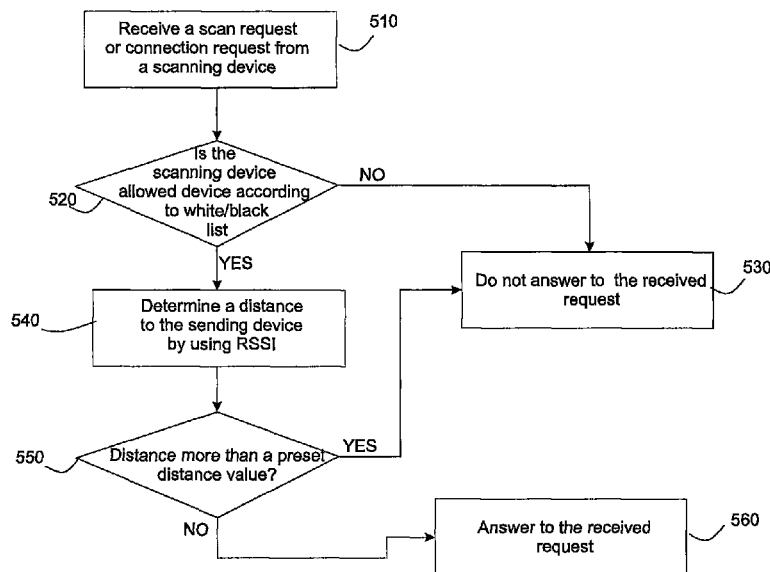 Receive a scan request
or connection request from
a scanning device
510
Is the
scanning device
allowed device according
to white/black
list
520
NO
YES
Do not answer to the received
request
530
Determine a distance
to the sending device
by using RSSI
540
Distance more than a preset
distance value?
550
YES
NO
Answer to the received
request
560